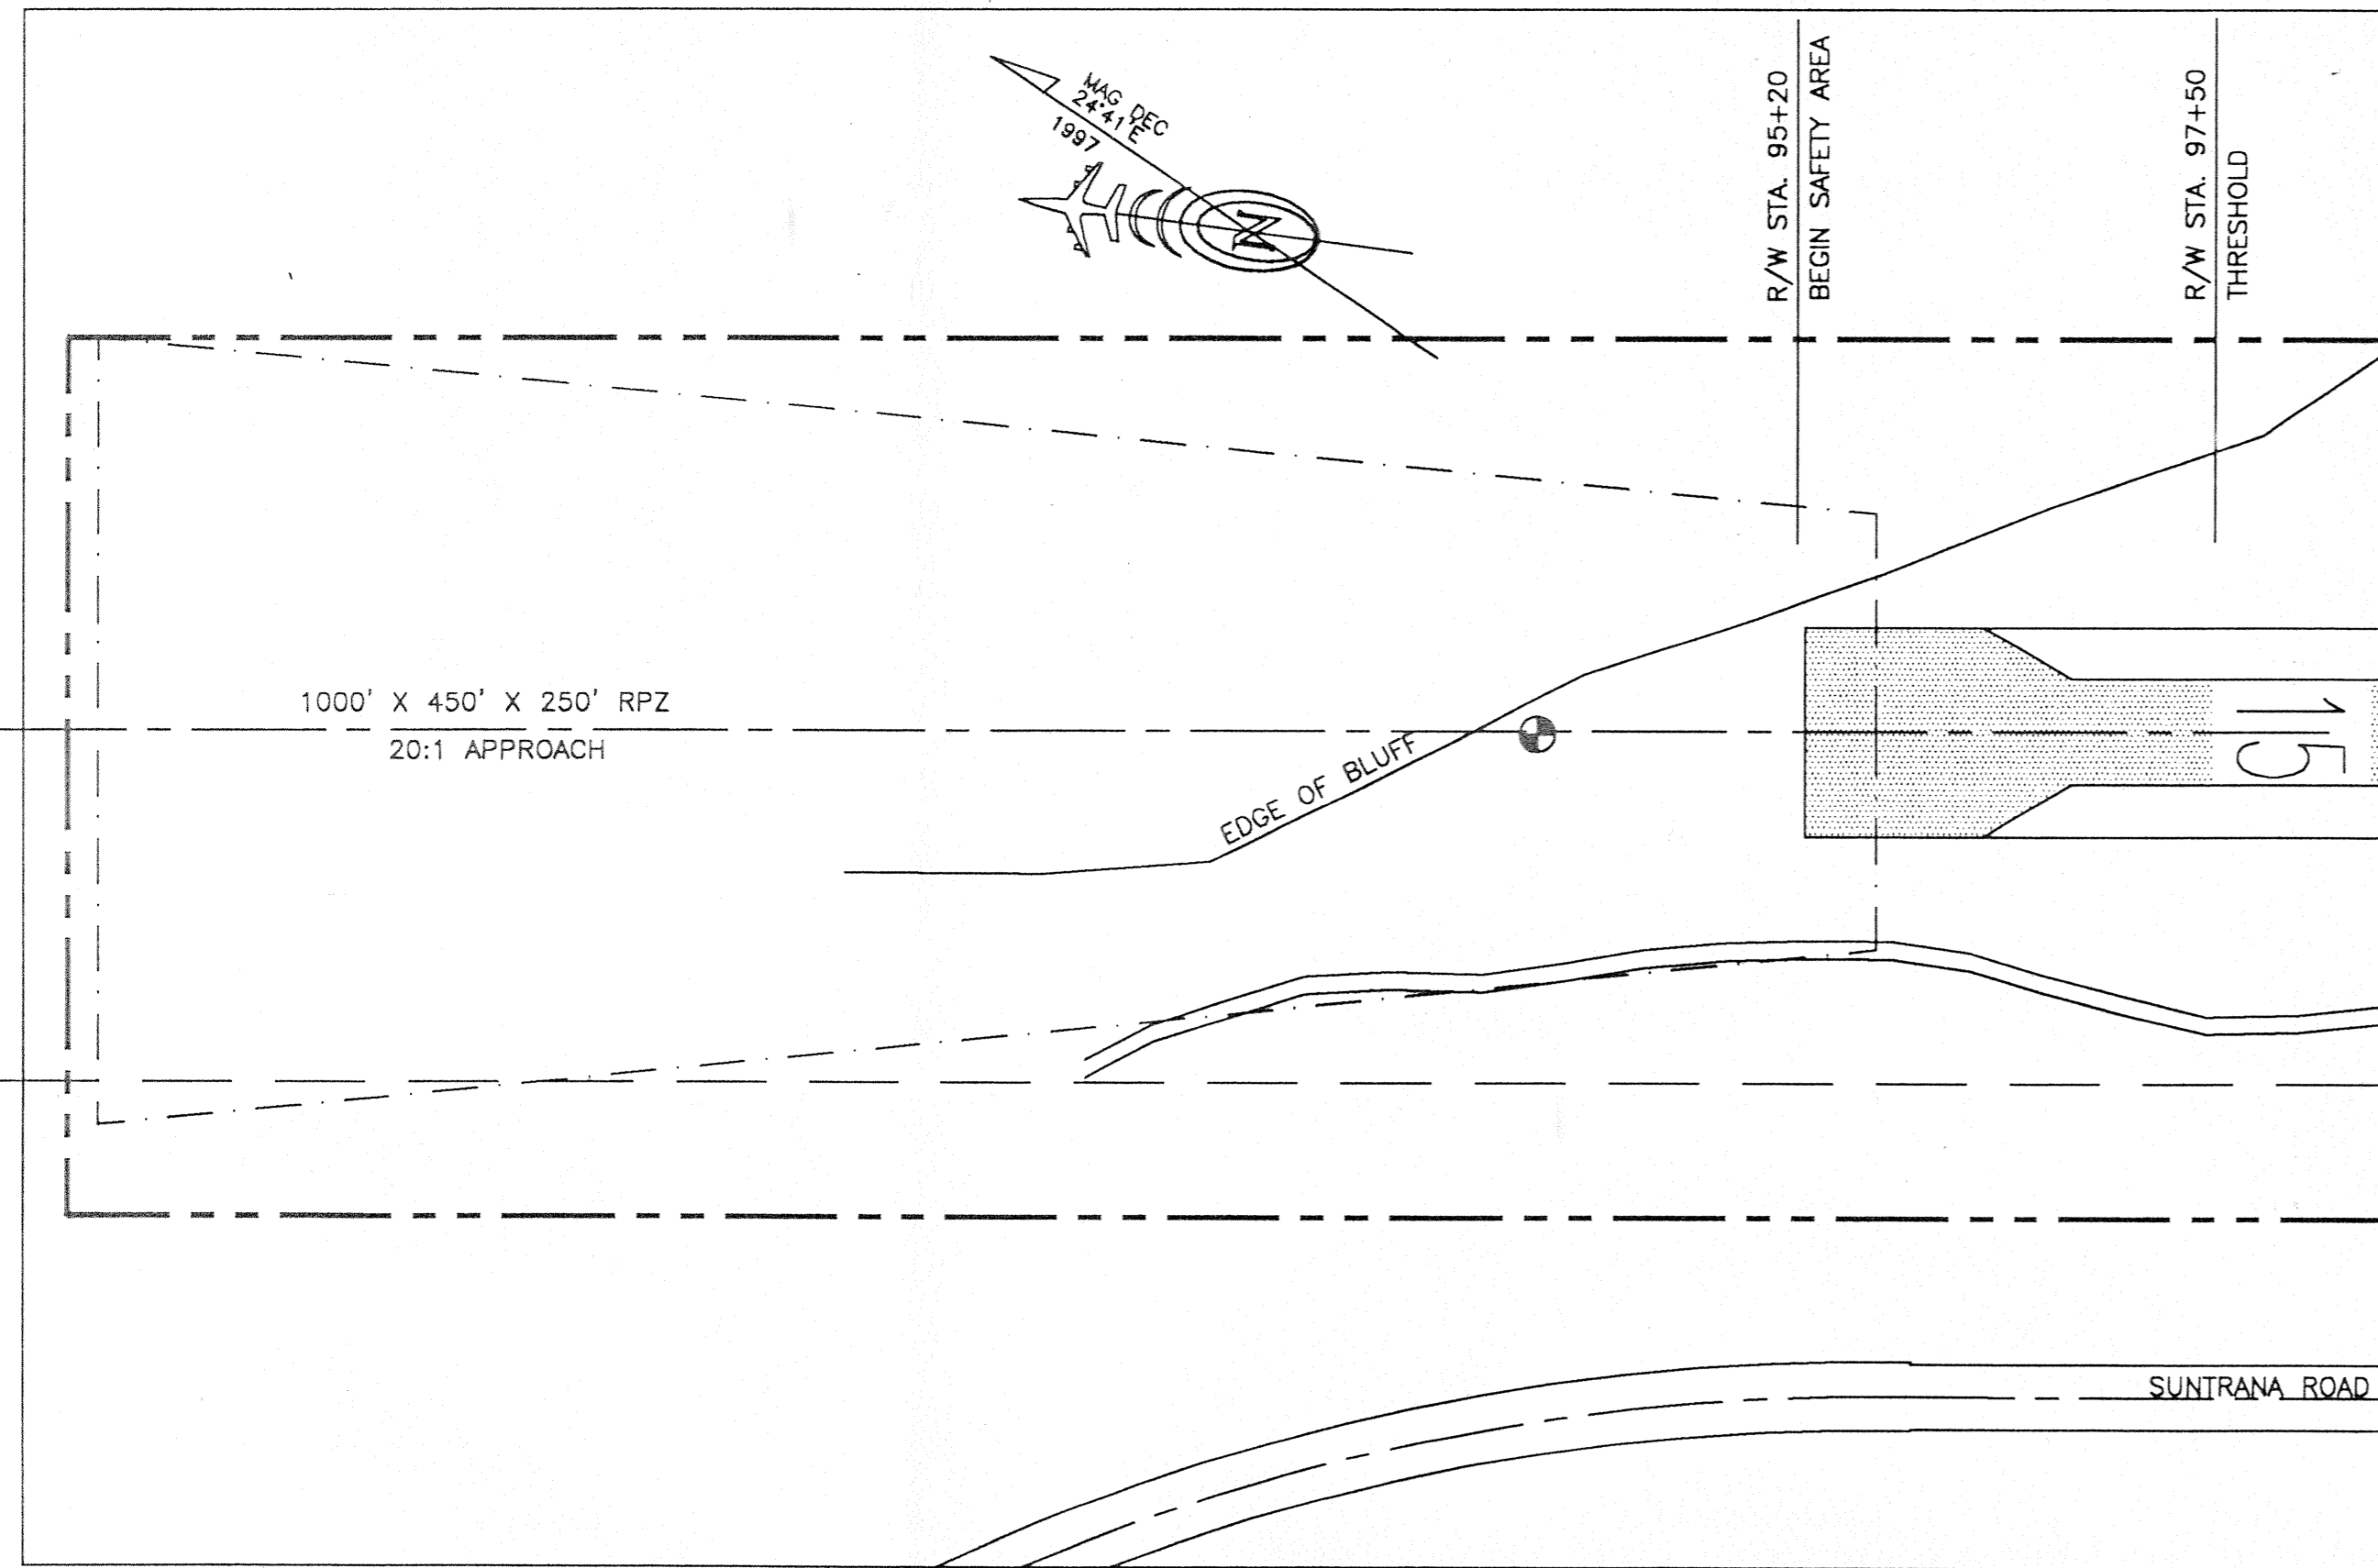 MAG DEC
24°41'E
1997
N
R/W STA. 95+20
BEGIN SAFETY AREA
R/W STA. 97+50
THRESHOLD
1000' X 450' X 250' RPZ
20:1 APPROACH
EDGE OF BLUFF
15
SUNTRANA ROAD